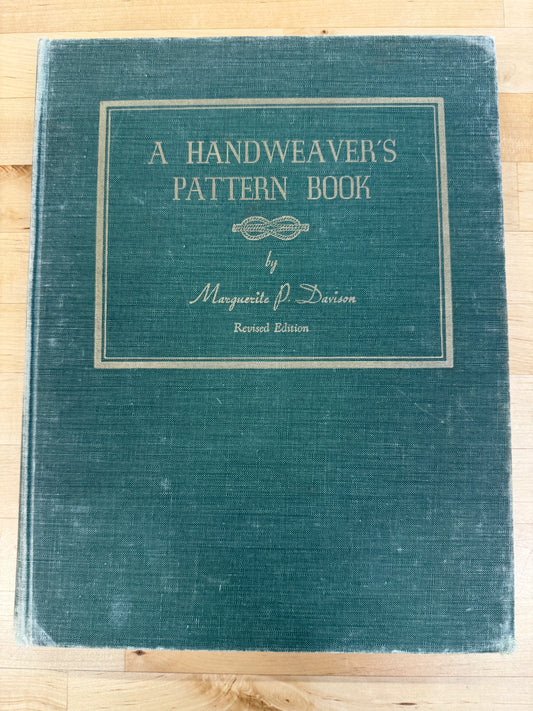 A HANDWEAVER'S
PATTERN BOOK
by
Marguerite P. Davison
Revised Edition